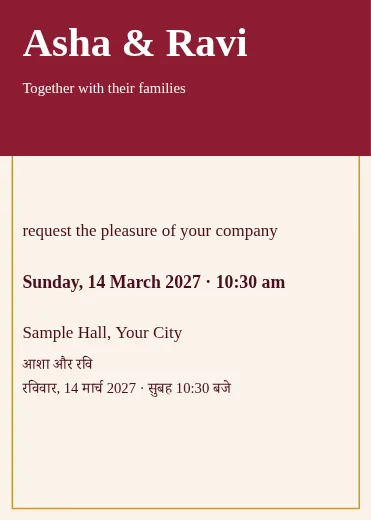 Asha & Ravi
Together with their families
request the pleasure of your company
Sunday, 14 March 2027 · 10:30 am
Sample Hall, Your City
आशा और रवि
रविवार, 14 मार्च 2027 · सुबह 10:30 बजे